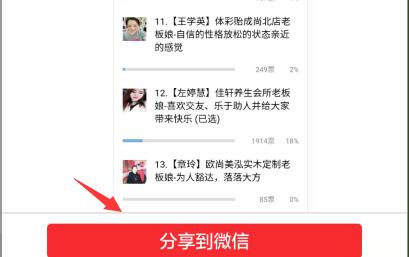 11.【王学英】体彩贻成尚北店老
板娘-自信的性格放松的状态亲近
的感觉
249票 2%
12.【左婷慧】佳轩养生会所老板
娘-喜欢交友、乐于助人并给大家
带来快乐 (已选)
1914票 18%
13.【章玲】欧尚美泓实木定制老
板娘-为人豁达，落落大方
85票 0%
分享到微信